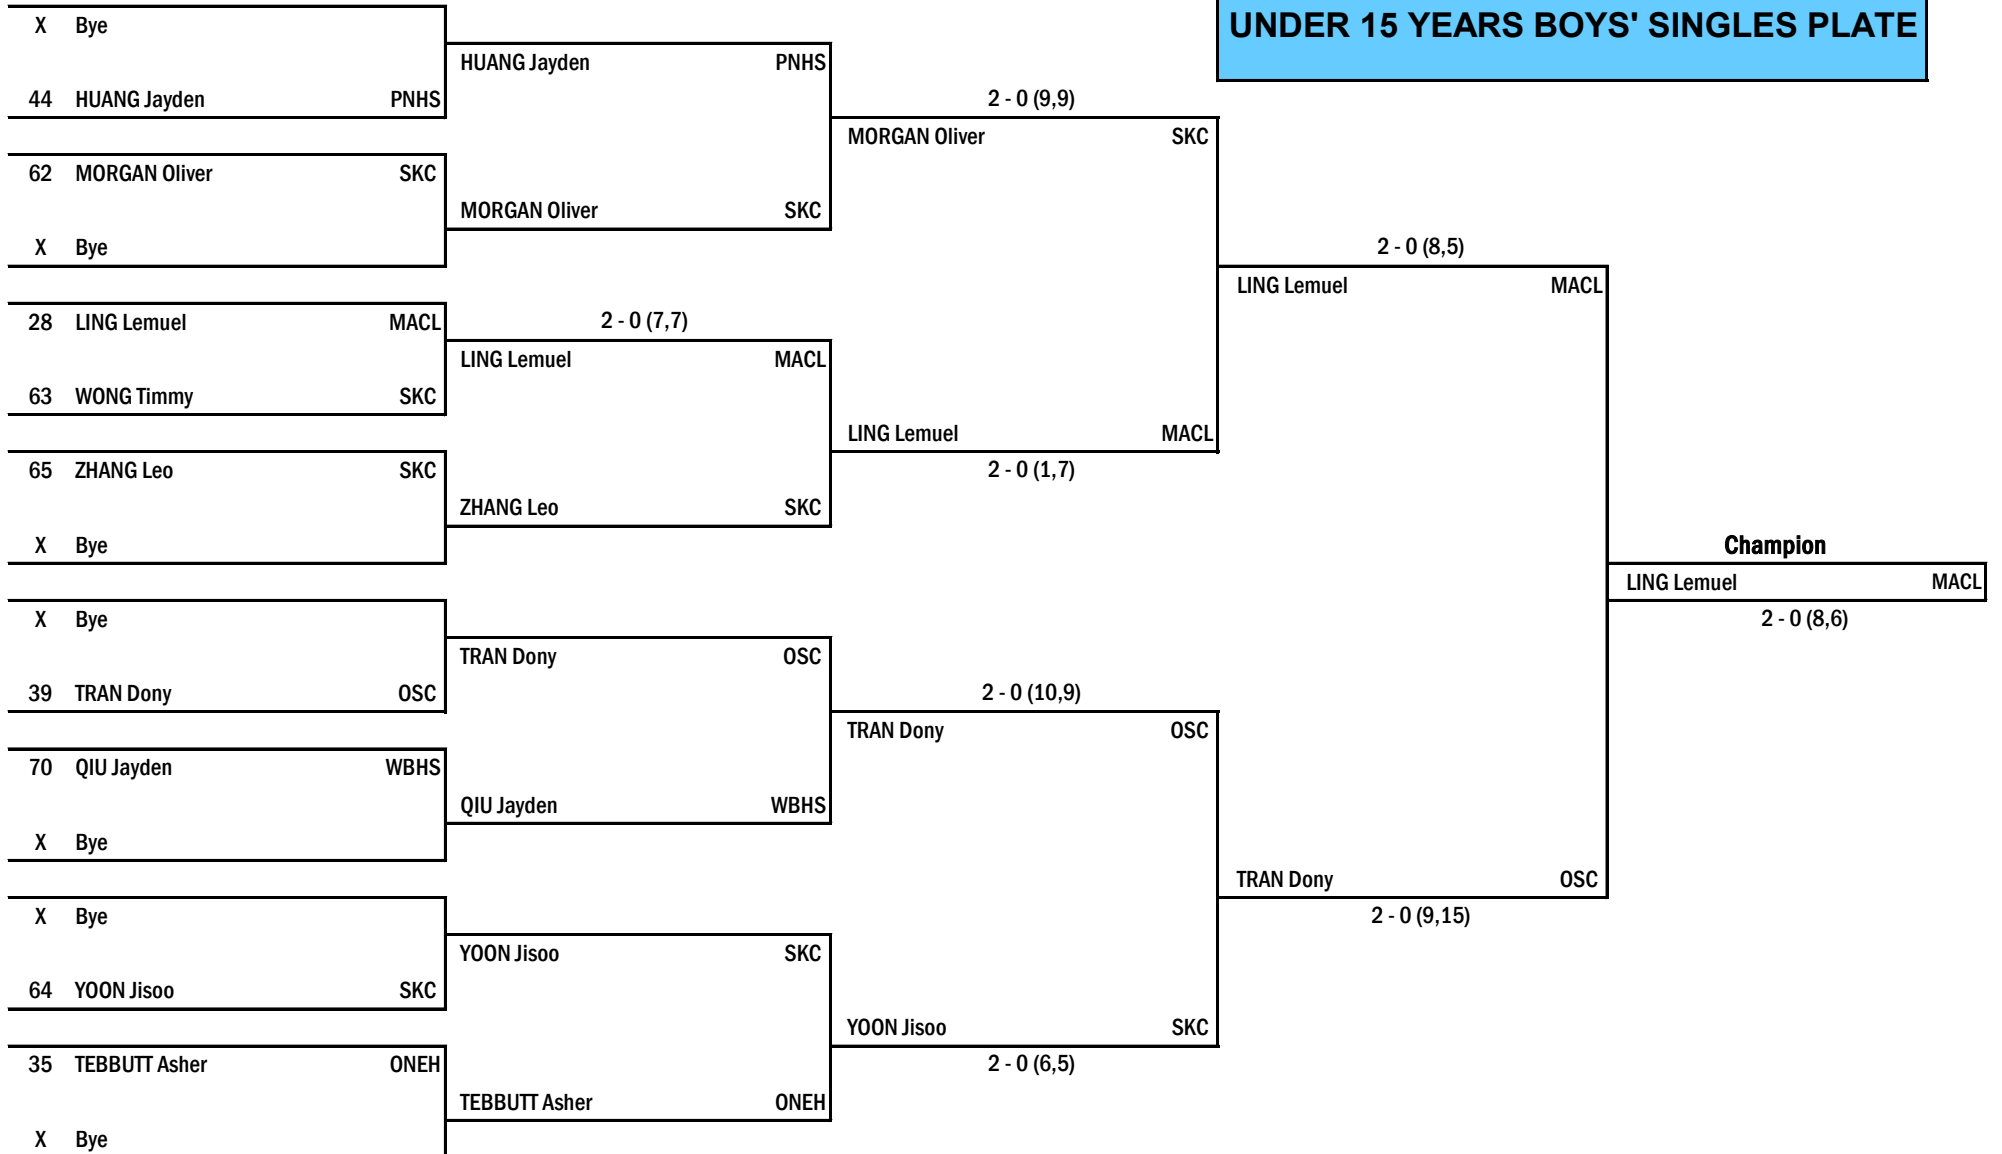 UNDER 15 YEARS BOYS' SINGLES PLATE
X Bye
44 HUANG Jayden PNHS
62 MORGAN Oliver SKC
X Bye
28 LING Lemuel MACL
63 WONG Timmy SKC
65 ZHANG Leo SKC
X Bye
X Bye
39 TRAN Dony OSC
70 QIU Jayden WBHS
X Bye
X Bye
64 YOON Jisoo SKC
35 TEBBUTT Asher ONEH
X Bye
HUANG Jayden PNHS
MORGAN Oliver SKC
2 - 0 (7,7)
LING Lemuel MACL
ZHANG Leo SKC
TRAN Dony OSC
QIU Jayden WBHS
YOON Jisoo SKC
TEBBUTT Asher ONEH
2 - 0 (9,9)
MORGAN Oliver SKC
LING Lemuel MACL
2 - 0 (1,7)
2 - 0 (10,9)
TRAN Dony OSC
YOON Jisoo SKC
2 - 0 (6,5)
2 - 0 (8,5)
LING Lemuel MACL
TRAN Dony OSC
2 - 0 (9,15)
Champion
LING Lemuel MACL
2 - 0 (8,6)